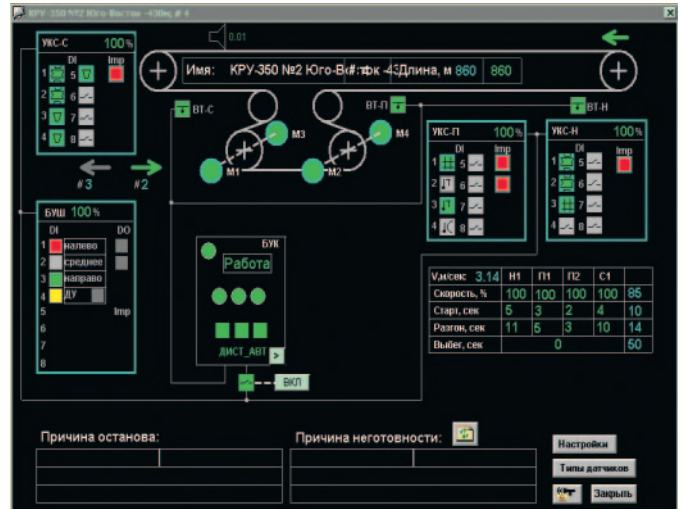 КРУ-350 №2 Юго-Восток -430м; # 4
УКС-С 100%
DI Imp
1 5
2 6
3 7
4 8
0.01
Имя: КРУ-350 №2 Юго-Во Длина, м 860 860
ВТ-С ВТ-П ВТ-Н
М3 М4
М1 М2
#3 #2
УКС-П 100%
DI Imp
1 5
2 6
3 7
4 8
УКС-Н 100%
DI Imp
1 5
2 6
3 7
4 8
БУШ 100%
DI DO
1 налево
2 среднее
3 направо
4 ДУ
5 Imp
6
7
8
БУК
Работа
ДИСТ_АВТ >
ВКЛ
V,м/сек: 3.14 Н1 П1 П2 С1
Скорость, % 100 100 100 100 85
Старт, сек 5 3 2 4 10
Разгон, сек 11 5 3 10 14
Выбег, сек 0 50
Причина останова:
Причина неготовности:
Настройки
Типы датчиков
Закрыть